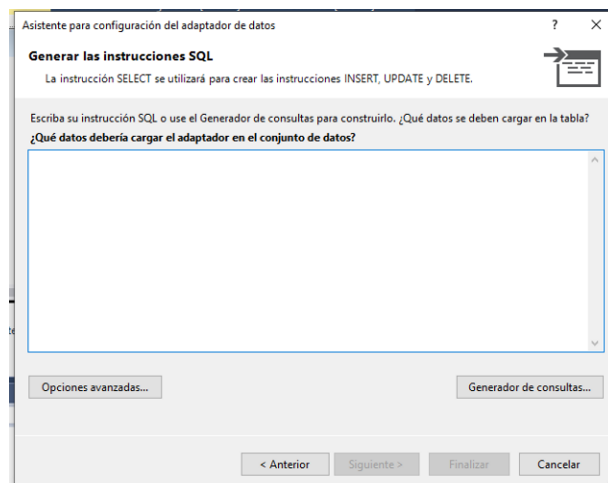 Asistente para configuración del adaptador de datos
Generar las instrucciones SQL
La instrucción SELECT se utilizará para crear las instrucciones INSERT, UPDATE y DELETE.
Escriba su instrucción SQL o use el Generador de consultas para construirlo. ¿Qué datos se deben cargar en la tabla?
¿Qué datos debería cargar el adaptador en el conjunto de datos?
Opciones avanzadas... Generador de consultas...
< Anterior Siguiente > Finalizar Cancelar